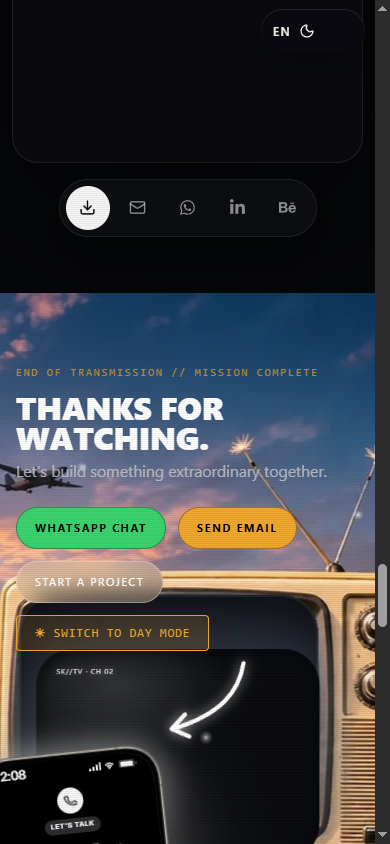 EN
in
Bē
END OF TRANSMISSION // MISSION COMPLETE
THANKS FOR
WATCHING.
Let's build something extraordinary together.
WHATSAPP CHAT
SEND EMAIL
START A PROJECT
☀ SWITCH TO DAY MODE
SK//TV · CH 02
2:08
LET'S TALK